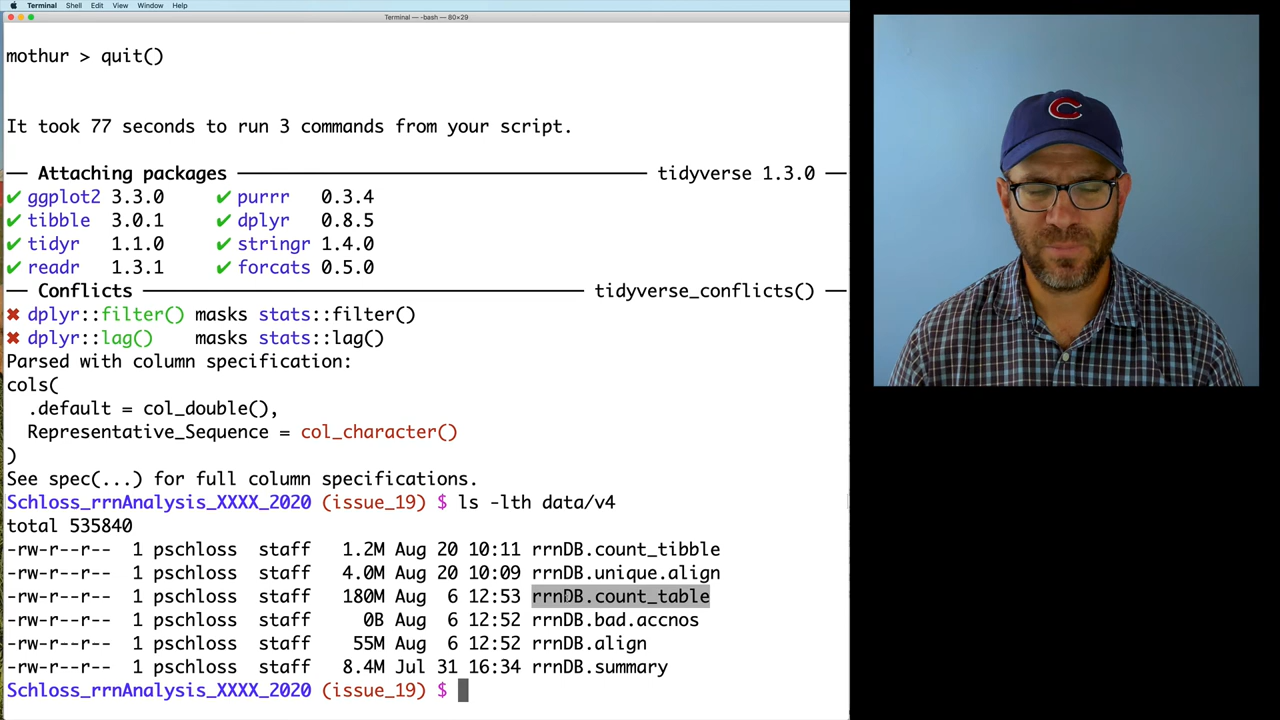 Terminal Shell Edit View Window Help
Terminal — -bash — 80×29
mothur > quit()
It took 77 seconds to run 3 commands from your script.
── Attaching packages ── tidyverse 1.3.0 ──
✔ ggplot2 3.3.0 ✔ purrr 0.3.4
✔ tibble 3.0.1 ✔ dplyr 0.8.5
✔ tidyr 1.1.0 ✔ stringr 1.4.0
✔ readr 1.3.1 ✔ forcats 0.5.0
── Conflicts ── tidyverse_conflicts() ──
✖ dplyr::filter() masks stats::filter()
✖ dplyr::lag() masks stats::lag()
Parsed with column specification:
cols(
.default = col_double(),
Representative_Sequence = col_character()
)
See spec(...) for full column specifications.
Schloss_rrnAnalysis_XXXX_2020 (issue_19) $ ls -lth data/v4
total 535840
-rw-r--r-- 1 pschloss staff 1.2M Aug 20 10:11 rrnDB.count_tibble
-rw-r--r-- 1 pschloss staff 4.0M Aug 20 10:09 rrnDB.unique.align
-rw-r--r-- 1 pschloss staff 180M Aug 6 12:53 rrnDB.count_table
-rw-r--r-- 1 pschloss staff 0B Aug 6 12:52 rrnDB.bad.accnos
-rw-r--r-- 1 pschloss staff 55M Aug 6 12:52 rrnDB.align
-rw-r--r-- 1 pschloss staff 8.4M Jul 31 16:34 rrnDB.summary
Schloss_rrnAnalysis_XXXX_2020 (issue_19) $
C